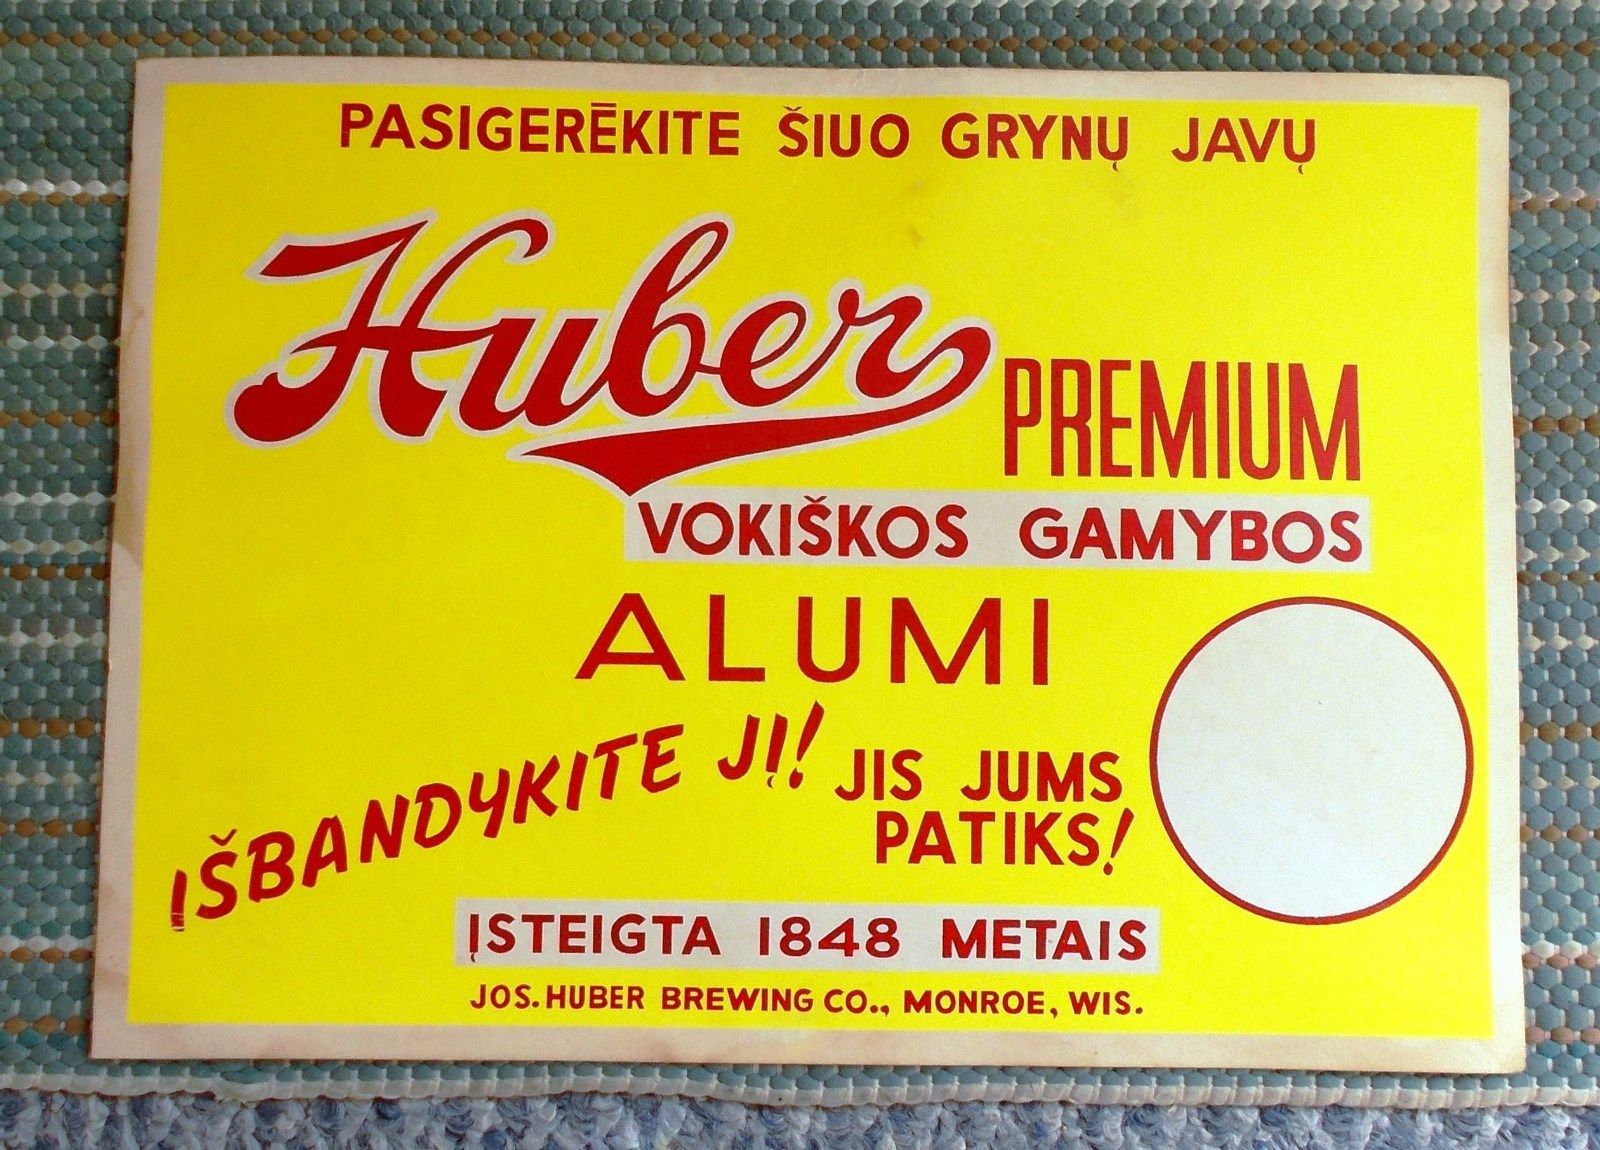 PASIGERĒKITE ŠIUO GRYNŲ JAVŲ
Huber PREMIUM
VOKIŠKOS GAMYBOS
ALUMI
IŠBANDYKITE JĮ!
JIS JUMS
PATIKS!
ĮSTEIGTA 1848 METAIS
JOS. HUBER BREWING CO., MONROE, WIS.